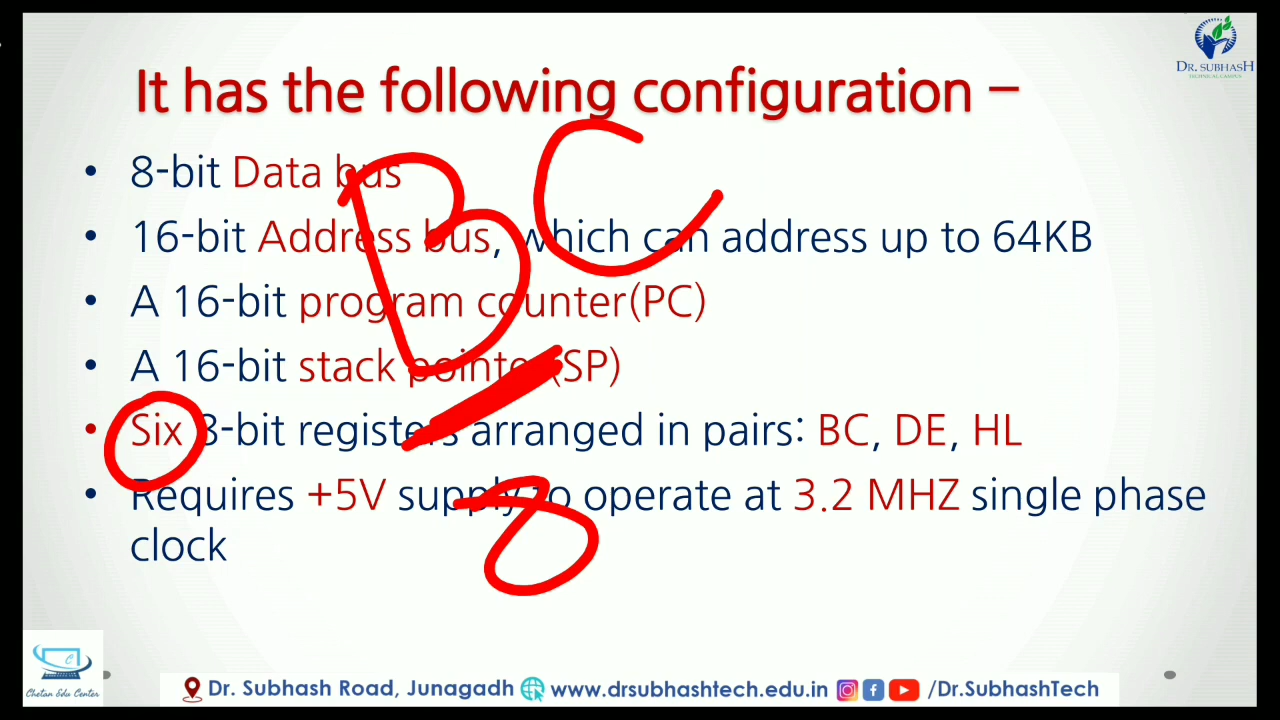 DR. SUBHASH
TECHNICAL CAMPUS
It has the following configuration –
• 8-bit Data bus
• 16-bit Address bus, which can address up to 64KB
• A 16-bit program counter(PC)
• A 16-bit stack pointer(SP)
• Six 8-bit registers arranged in pairs: BC, DE, HL
• Requires +5V supply to operate at 3.2 MHZ single phase
clock
BC
8
Chetan Edu Center
Dr. Subhash Road, Junagadh www.drsubhashtech.edu.in /Dr.SubhashTech